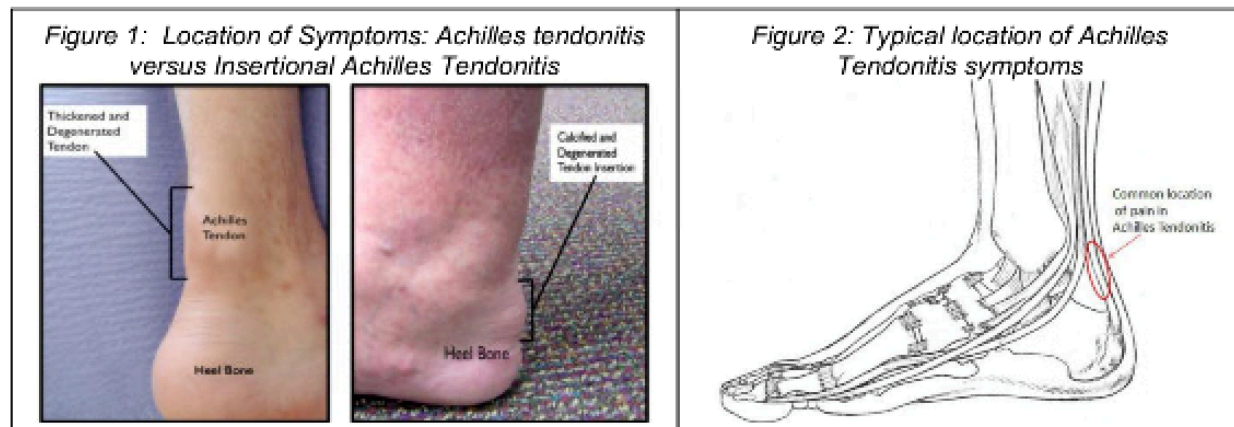 Figure 1:  Location of Symptoms: Achilles tendonitis
versus Insertional Achilles Tendonitis
Thickened and
Degenerated
Tendon
Achilles
Tendon
Heel Bone
Calcified and
Degenerated
Tendon Insertion
Heel Bone
Figure 2: Typical location of Achilles
Tendonitis symptoms
Common location
of pain in
Achilles Tendonitis